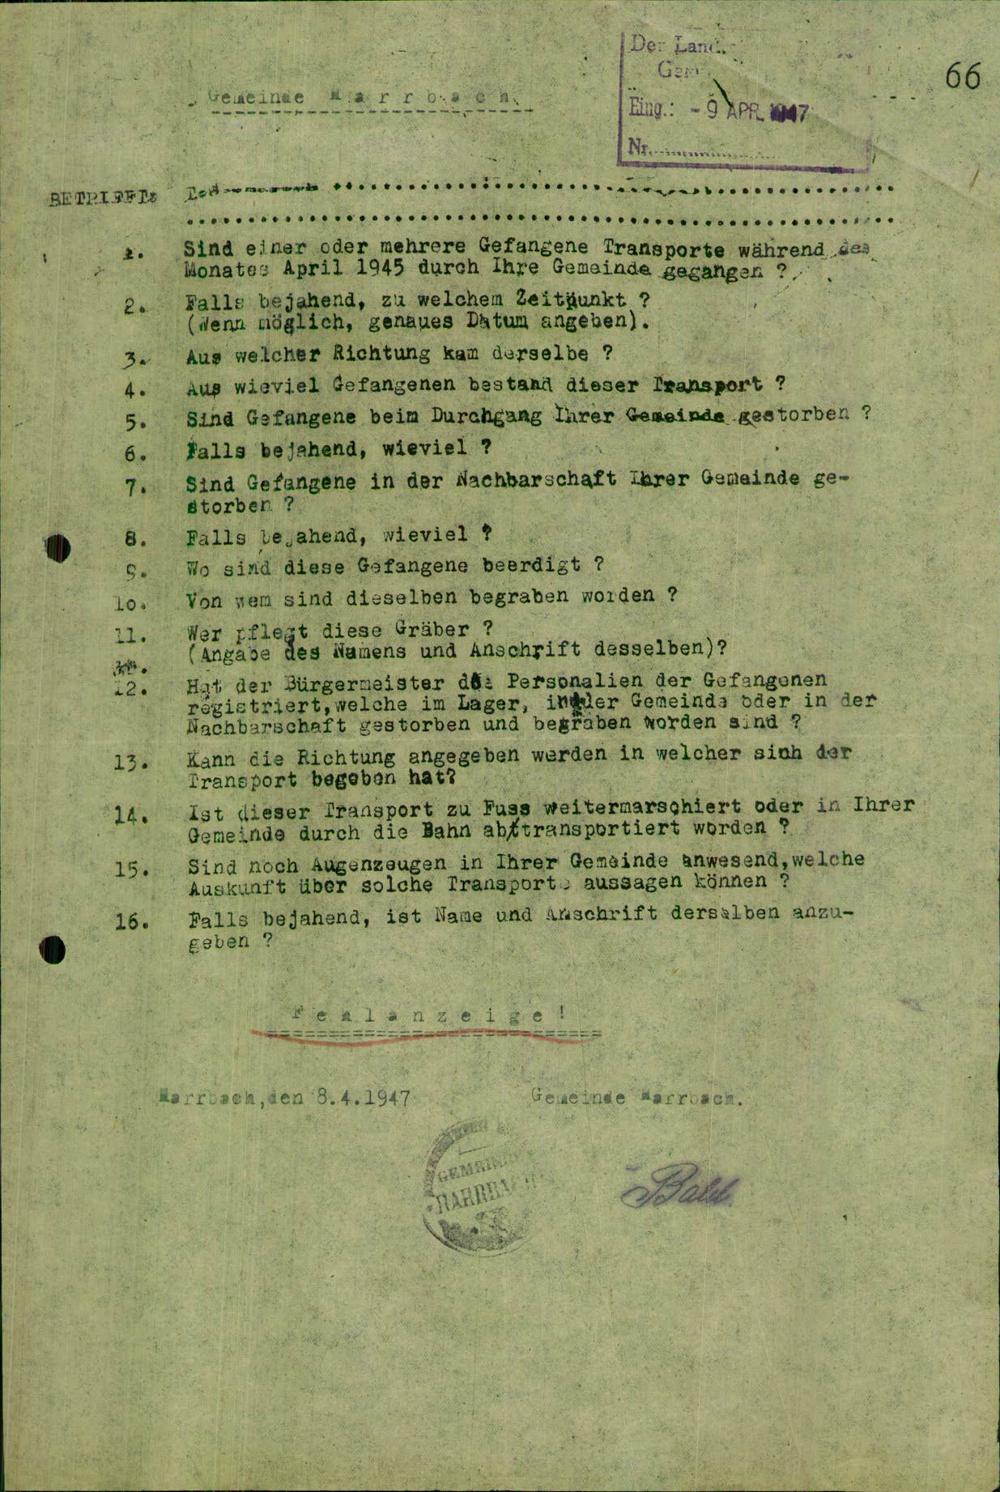 Der Land.
66
Gemeinde Marrbach.
Eing.: - 9 APR. 1947
Nr.
BETRIFFT:
1. Sind einer oder mehrere Gefangene Transporte während des
Monates April 1945 durch Ihre Gemeinde gegangen ?
2. Falls bejahend, zu welchem Zeitpunkt ?
(Wenn möglich, genaues Datum angeben).
3. Aus welcher Richtung kam derselbe ?
4. Aus wieviel Gefangenen bestand dieser Transport ?
5. Sind Gefangene beim Durchgang Ihrer Gemeinde gestorben ?
6. Falls bejahend, wieviel ?
7. Sind Gefangene in der Nachbarschaft Ihrer Gemeinde ge-
storben ?
8. Falls bejahend, wieviel ?
9. Wo sind diese Gefangene beerdigt ?
10. Von wem sind dieselben begraben worden ?
11. Wer pflegt diese Gräber ?
(Angabe des Namens und Anschrift desselben)?
12. Hat der Bürgermeister die Personalien der Gefangenen
registriert,welche im Lager, in der Gemeinde oder in der
Nachbarschaft gestorben und begraben worden sind ?
13. Kann die Richtung angegeben werden in welcher sich der
Transport begeben hat?
14. Ist dieser Transport zu Fuss weitermarschiert oder in Ihrer
Gemeinde durch die Bahn abtransportiert worden ?
15. Sind noch Augenzeugen in Ihrer Gemeinde anwesend,welche
Auskunft über solche Transporte aussagen können ?
16. Falls bejahend, ist Name und Anschrift derselben anzu-
geben ?
Fealanzeige!
Marrbach,den 8.4.1947 Gemeinde Marrbach.
GEMEINDE
MARRBACH
Bald